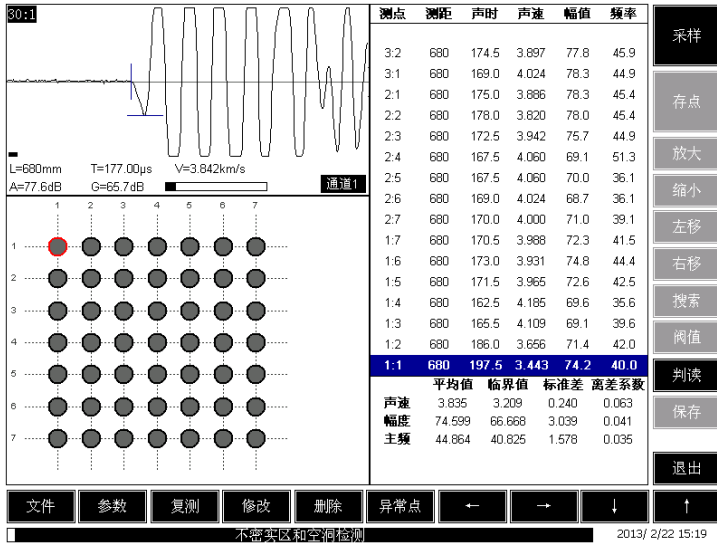 30:1
L=680mm T=177.00μs V=3.842km/s
A=77.6dB G=65.7dB 通道1
1 2 3 4 5 6 7
1
2
3
4
5
6
7
测点 测距 声时 声速 幅值 频率
3:2 680 174.5 3.897 77.8 45.9
3:1 680 169.0 4.024 78.3 44.9
2:1 680 175.0 3.886 78.3 45.4
2:2 680 178.0 3.820 78.0 45.4
2:3 680 172.5 3.942 75.7 44.9
2:4 680 167.5 4.060 69.1 51.3
2:5 680 167.5 4.060 70.0 36.1
2:6 680 169.0 4.024 68.7 36.1
2:7 680 170.0 4.000 71.0 39.1
1:7 680 170.5 3.988 72.3 41.5
1:6 680 173.0 3.931 74.8 44.4
1:5 680 171.5 3.965 72.6 42.5
1:4 680 162.5 4.185 69.6 35.6
1:3 680 165.5 4.109 69.1 39.6
1:2 680 186.0 3.656 71.4 42.0
1:1 680 197.5 3.443 74.2 40.0
平均值 临界值 标准差 离差系数
声速 3.835 3.209 0.240 0.063
幅度 74.599 66.668 3.039 0.041
主频 44.864 40.825 1.578 0.035
采样
存点
放大
缩小
左移
右移
搜索
阀值
判读
保存
退出
文件 参数 复测 修改 删除 异常点 ← → ↓ ↑
不密实区和空洞检测 2013/ 2/22 15:19